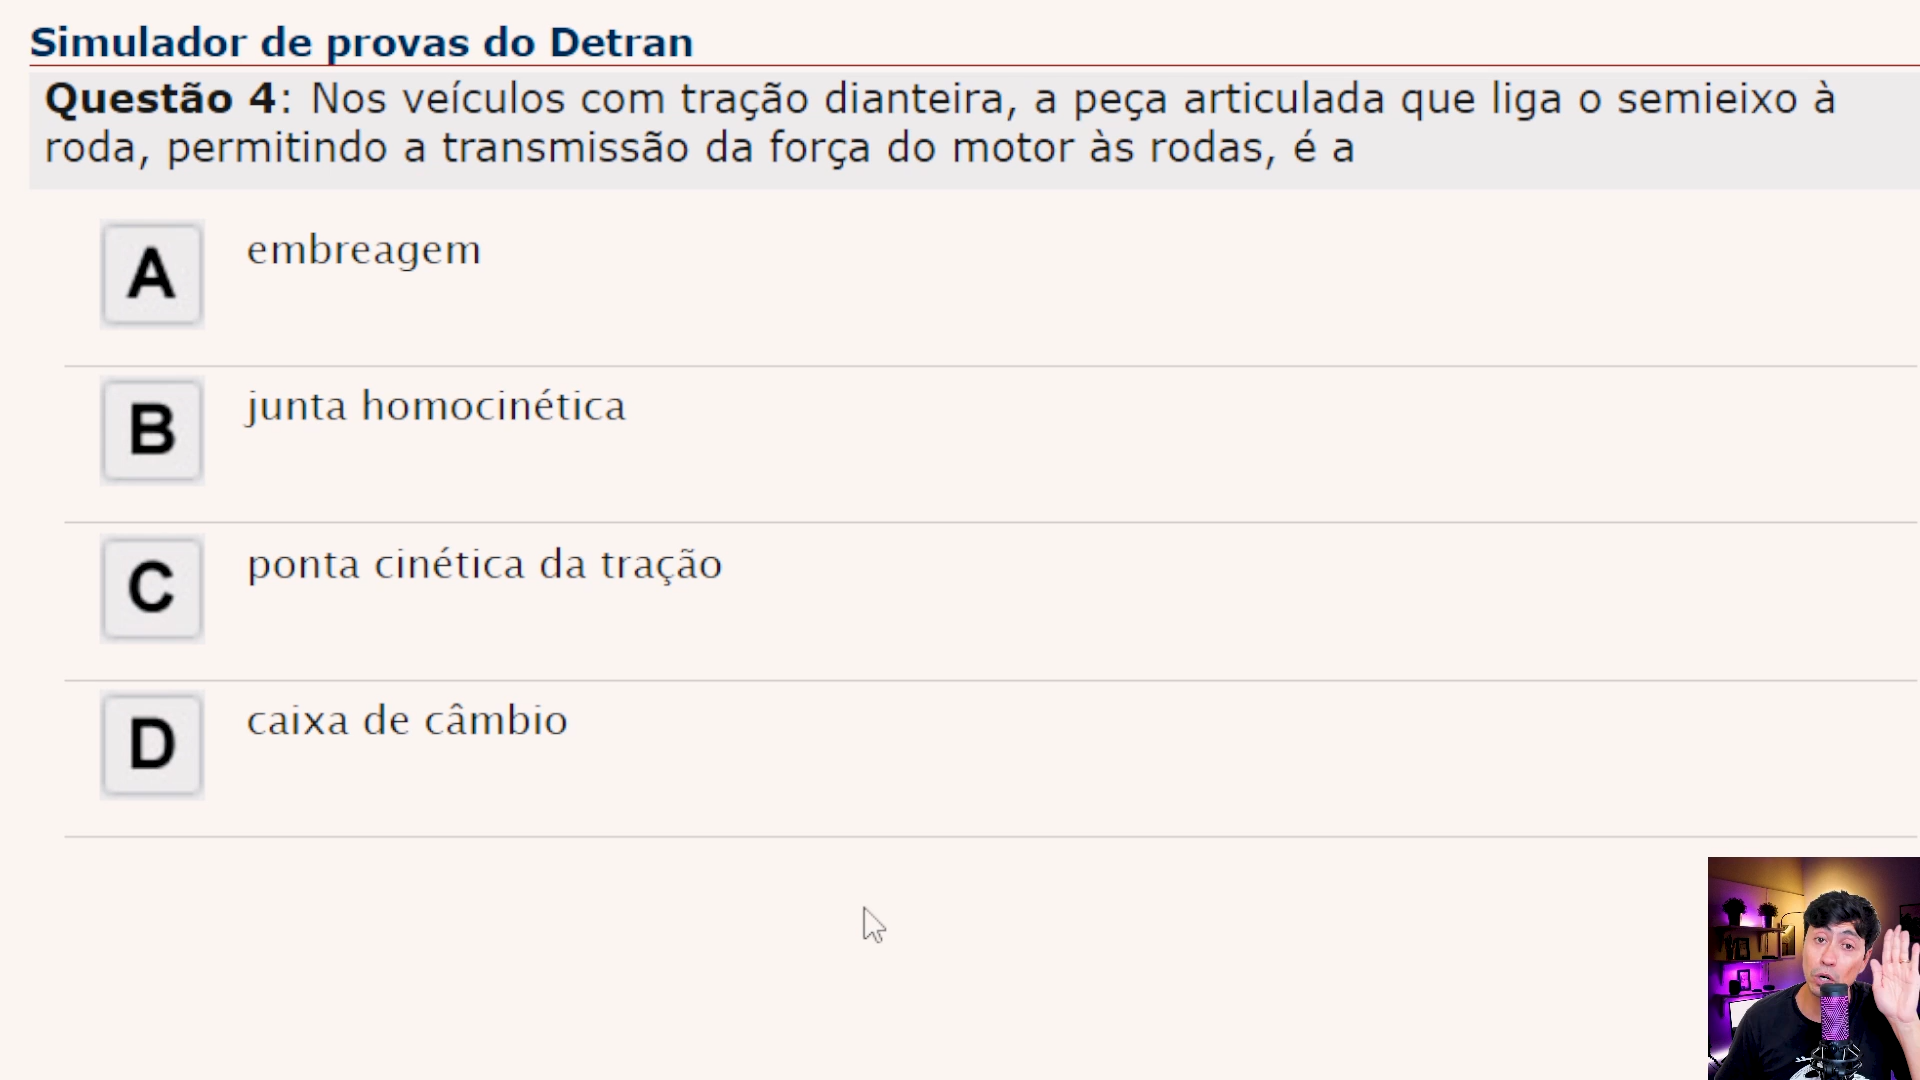 Simulador de provas do Detran
Questão 4: Nos veículos com tração dianteira, a peça articulada que liga o semieixo à
roda, permitindo a transmissão da força do motor às rodas, é a
A embreagem
B junta homocinética
C ponta cinética da tração
D caixa de câmbio